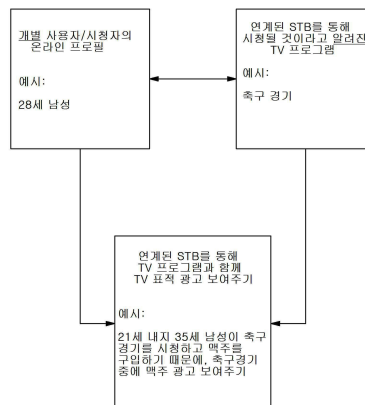 개별 사용자/시청자의
온라인 프로필
예시:
28세 남성
연계된 STB를 통해
시청될 것이라고 알려진
TV 프로그램
예시:
축구 경기
연계된 STB를 통해
TV 프로그램과 함께
TV 표적 광고 보여주기
예시:
21세 내지 35세 남성이 축구
경기를 시청하고 맥주를
구입하기 때문에, 축구경기
중에 맥주 광고 보여주기